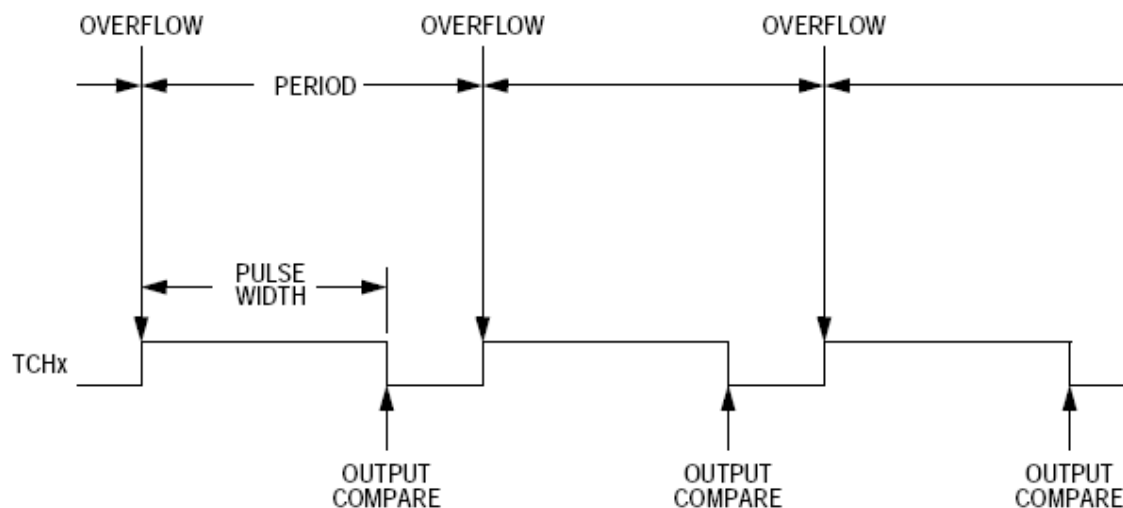 OVERFLOW
OVERFLOW
OVERFLOW
PERIOD
PULSE
WIDTH
TCHx
OUTPUT
COMPARE
OUTPUT
COMPARE
OUTPUT
COMPARE